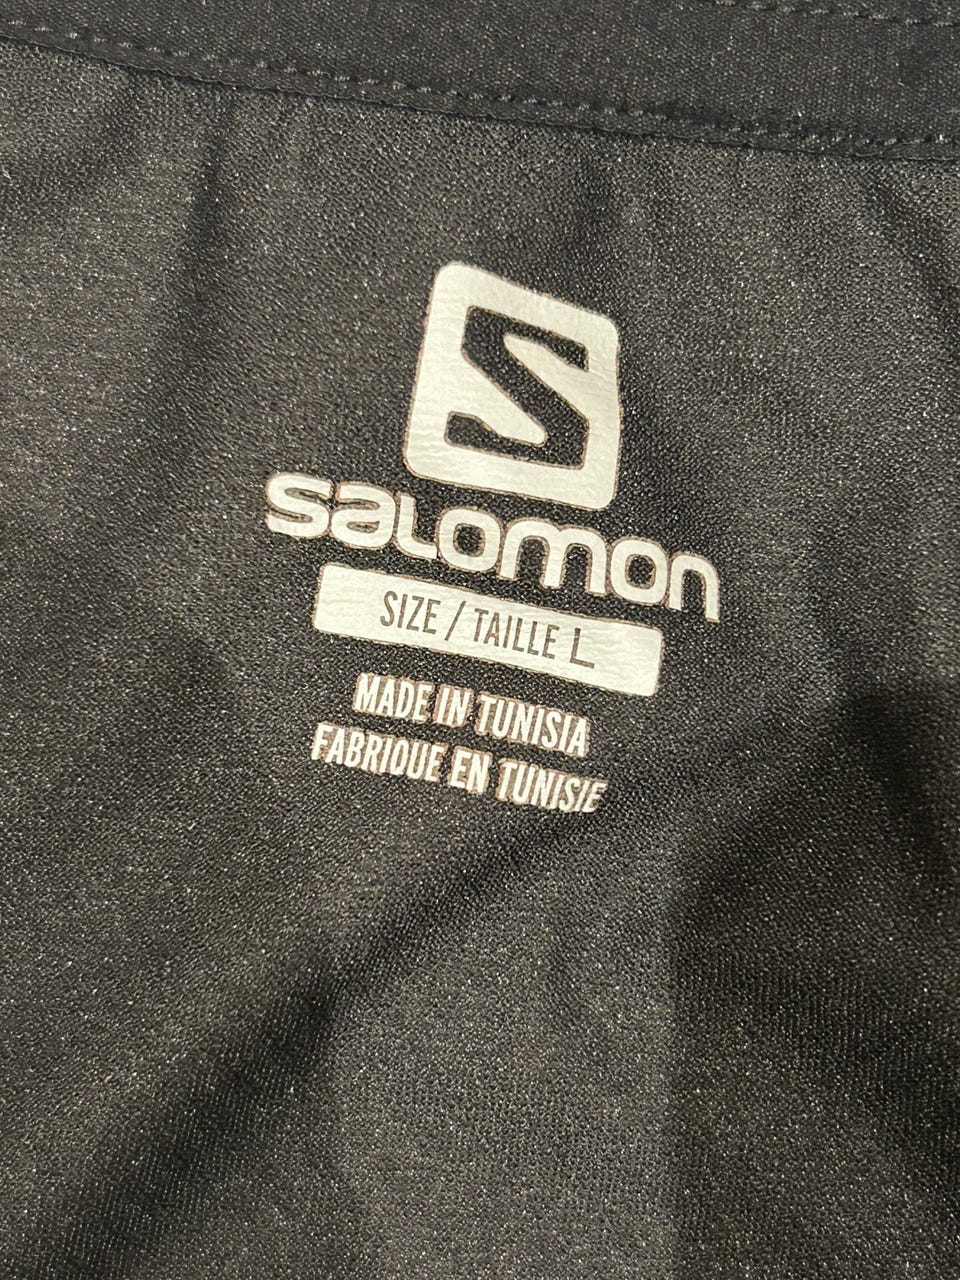 S
salomon
SIZE / TAILLE L
MADE IN TUNISIA
FABRIQUE EN TUNISIE